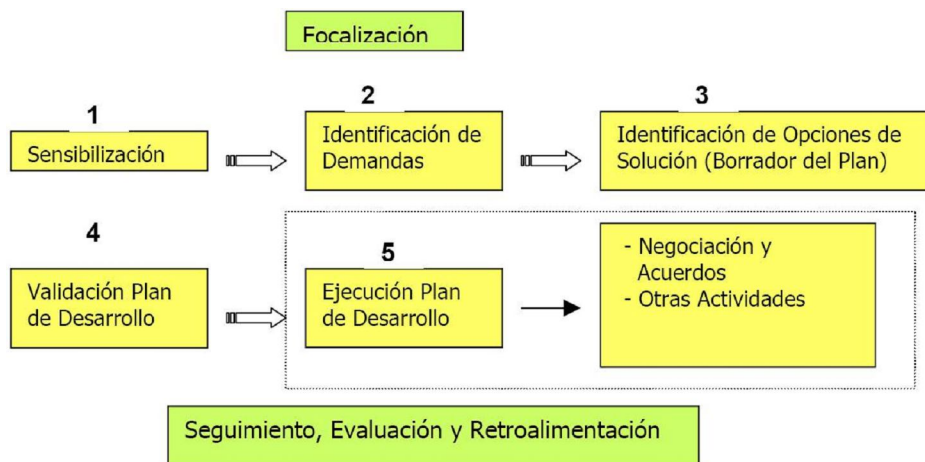 Focalización
1
Sensibilización
2
Identificación de
Demandas
3
Identificación de Opciones de
Solución (Borrador del Plan)
4
Validación Plan
de Desarrollo
5
Ejecución Plan
de Desarrollo
- Negociación y
Acuerdos
- Otras Actividades
Seguimiento, Evaluación y Retroalimentación